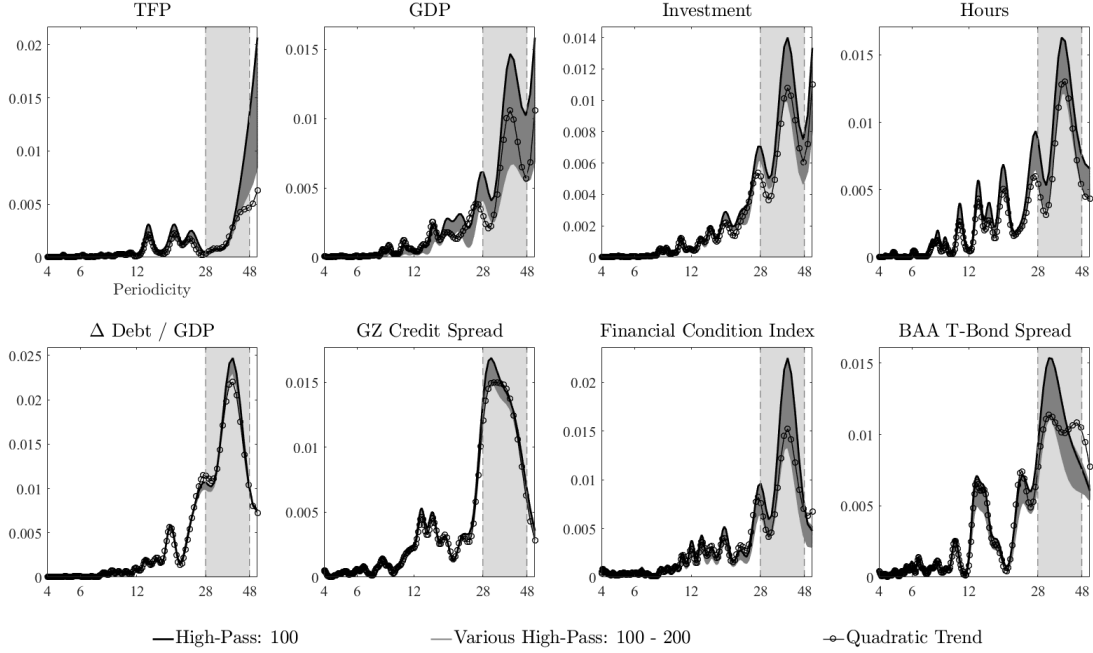 TFP
0.02
0.015
0.01
0.005
0
4 6 12 28 48
Periodicity
GDP
0.015
0.01
0.005
0
4 6 12 28 48
Investment
0.014
0.012
0.01
0.008
0.006
0.004
0.002
0
4 6 12 28 48
Hours
0.015
0.01
0.005
0
4 6 12 28 48
Δ Debt / GDP
0.025
0.02
0.015
0.01
0.005
0
4 6 12 28 48
GZ Credit Spread
0.015
0.01
0.005
0
4 6 12 28 48
Financial Condition Index
0.02
0.015
0.01
0.005
0
4 6 12 28 48
BAA T-Bond Spread
0.015
0.01
0.005
0
4 6 12 28 48
High-Pass: 100
Various High-Pass: 100 - 200
Quadratic Trend